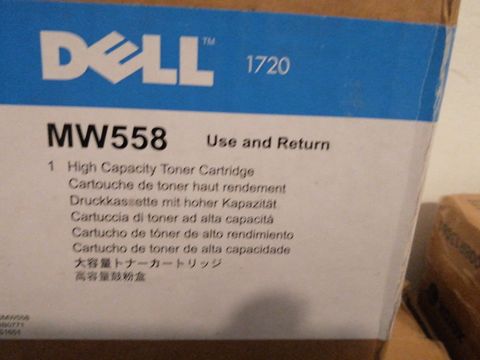 DELL™ 1720
MW558 Use and Return
1 High Capacity Toner Cartridge
Cartouche de toner haut rendement
Druckkassette mit hoher Kapazität
Cartuccia di toner ad alta capacità
Cartucho de tóner de alto rendimiento
Cartucho de toner de alta capacidade
大容量トナーカートリッジ
高容量鼓粉盒